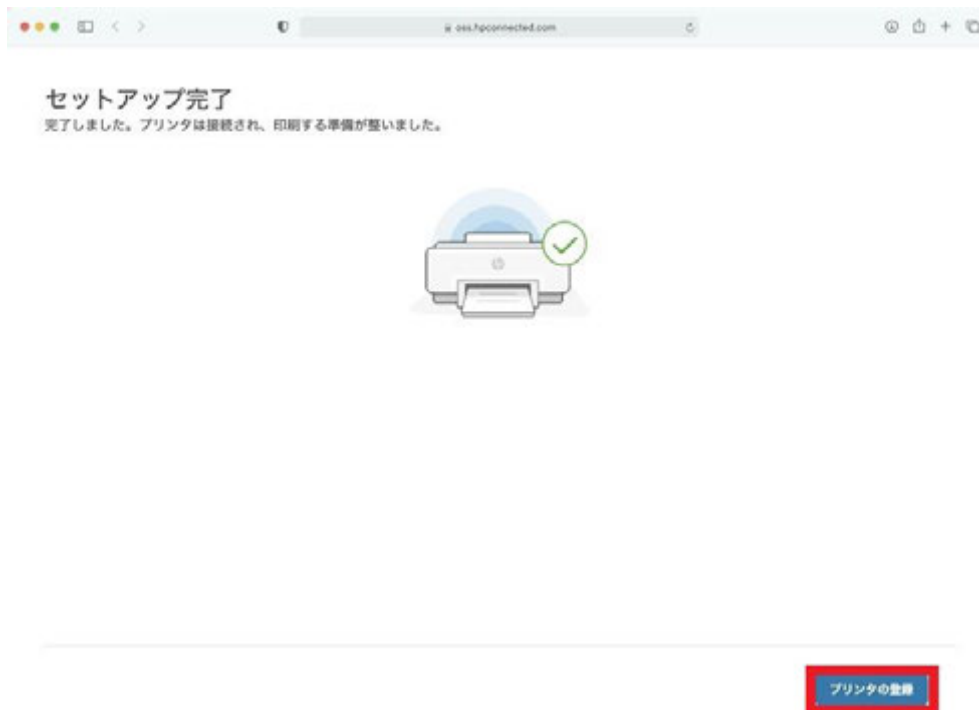 oss.hpconnected.com
セットアップ完了
完了しました。プリンタは接続され、印刷する準備が整いました。
プリンタの登録